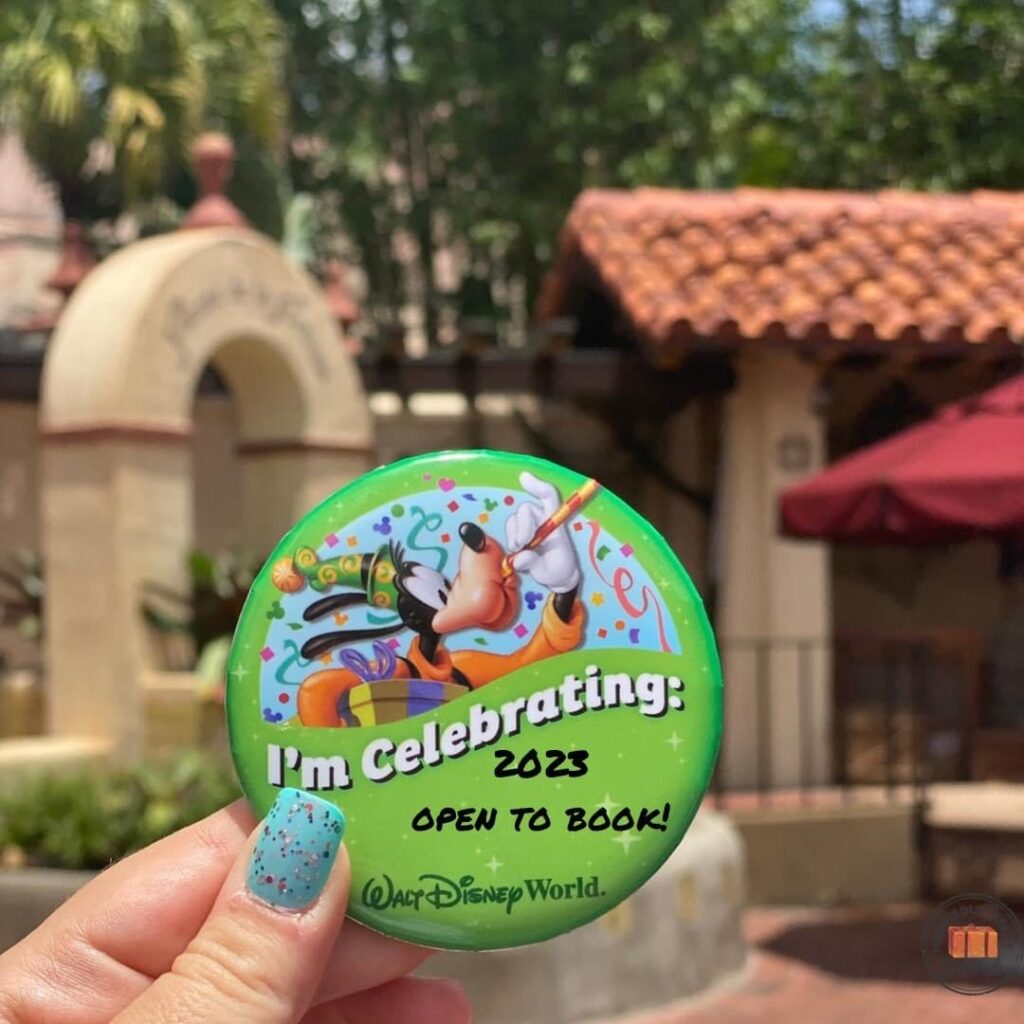 I'm Celebrating:
2023
OPEN TO BOOK!
WALT DISNEY World.